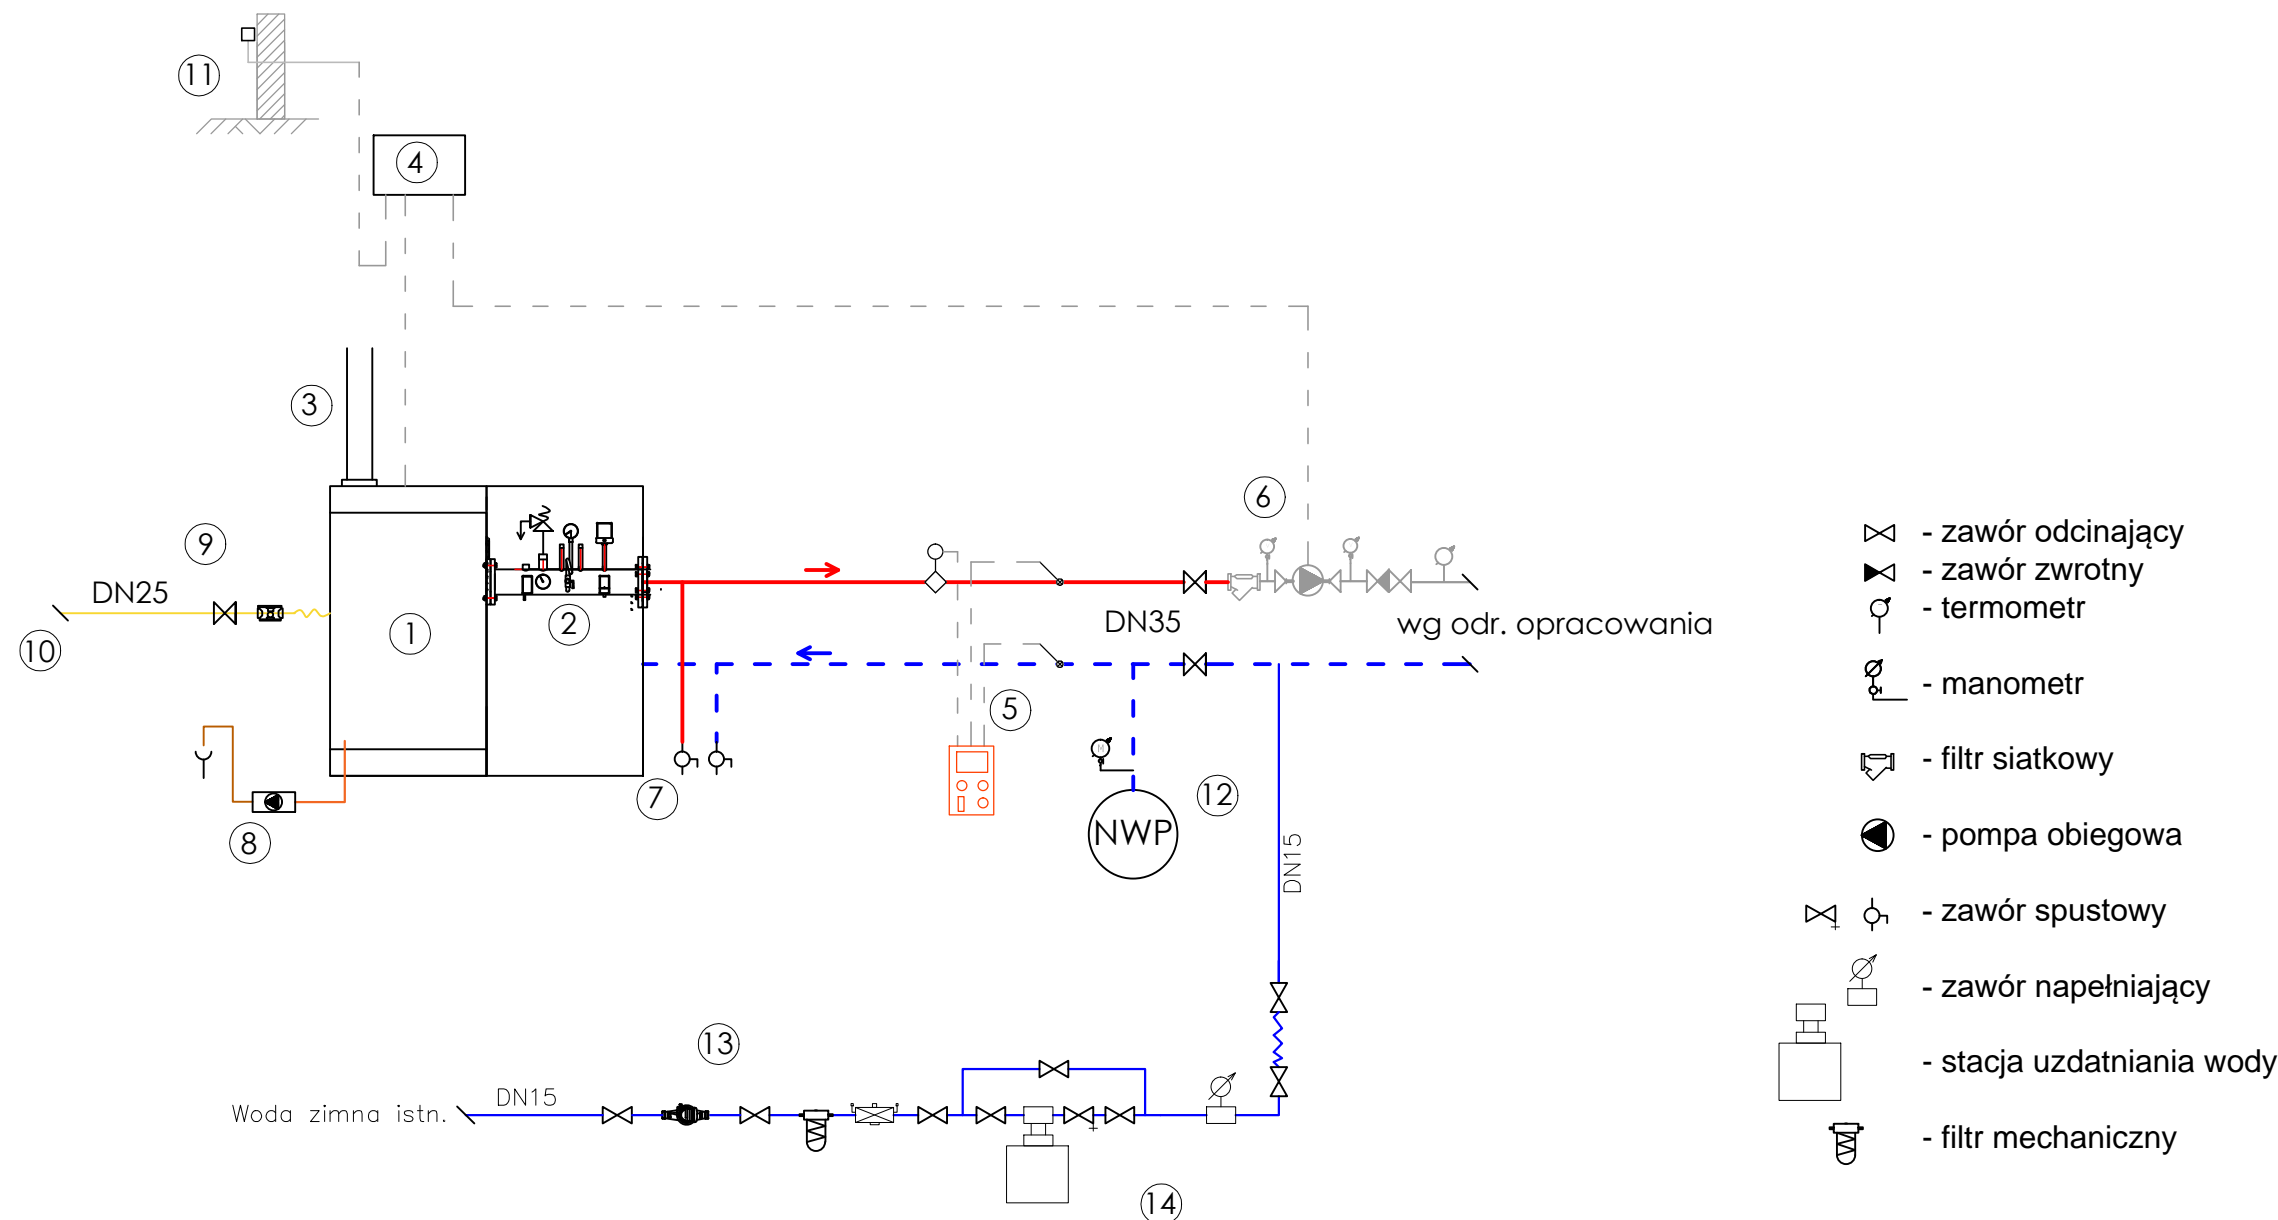 11
4
3
6
9
DN25
1
2
10
DN35
wg odr. opracowania
5
7
8
M
12
NWP
DN15
13
DN15
Woda zimna istn.
14
- zawór odcinający
- zawór zwrotny
- termometr
- manometr
- filtr siatkowy
- pompa obiegowa
- zawór spustowy
- zawór napełniający
- stacja uzdatniania wody
- filtr mechaniczny